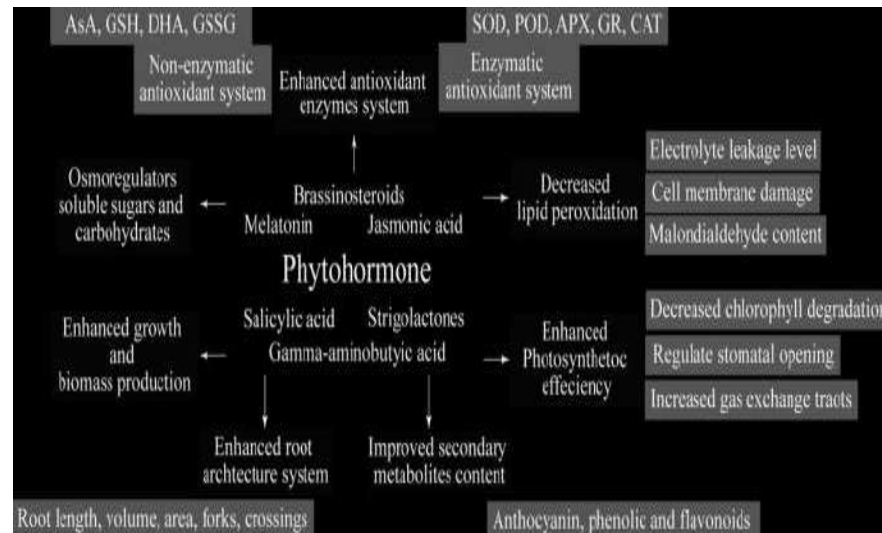 AsA, GSH, DHA, GSSG
SOD, POD, APX, GR, CAT
Non-enzymatic
antioxidant system
Enhanced antioxidant
enzymes system
Enzymatic
antioxidant system
Osmoregulators
soluble sugars and
carbohydrates
Brassinosteroids
Melatonin
Jasmonic acid
Decreased
lipid peroxidation
Electrolyte leakage level
Cell membrane damage
Malondialdehyde content
Phytohormone
Enhanced growth
and
biomass production
Salicylic acid
Strigolactones
Gamma-aminobutyic acid
Enhanced
Photosynthetoc
effeciency
Decreased chlorophyll degradation
Regulate stomatal opening
Increased gas exchange traots
Enhanced root
archtecture system
Improved secondary
metabolites content
Root length, volume, area, forks, crossings
Anthocyanin, phenolic and flavonoids